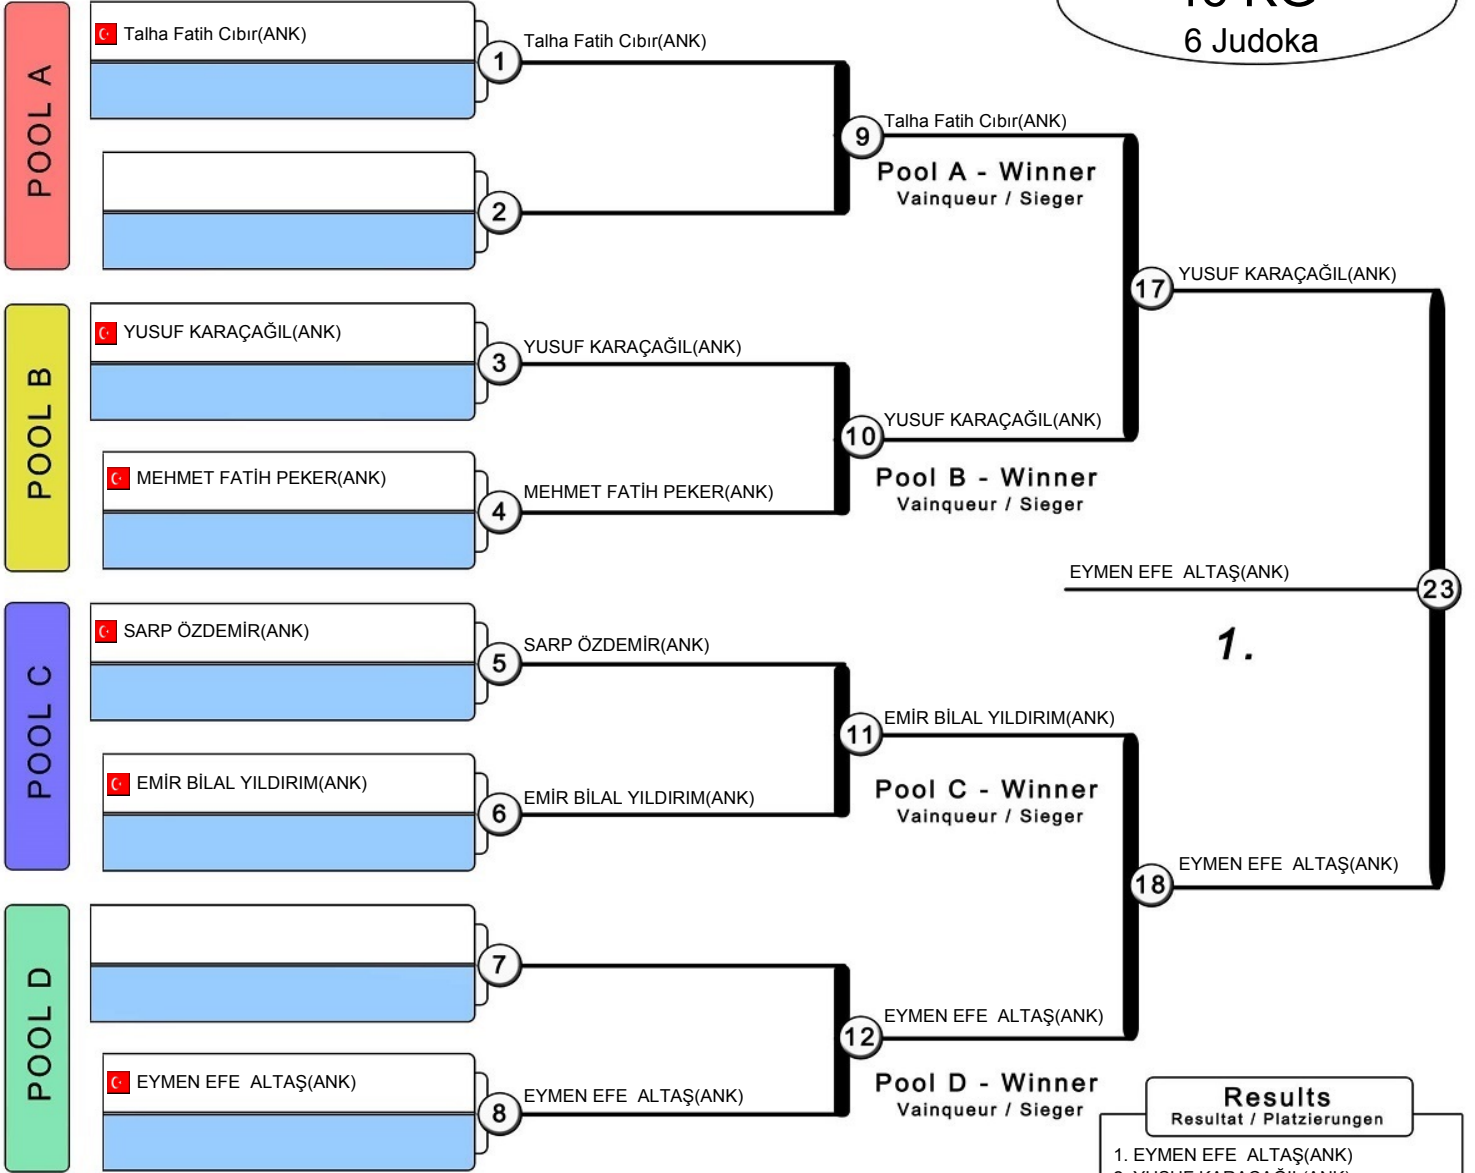 6 Judoka
POOL A
Talha Fatih Cıbır(ANK)
1
Talha Fatih Cıbır(ANK)
2
9
Talha Fatih Cıbır(ANK)
Pool A - Winner
Vainqueur / Sieger
POOL B
YUSUF KARAÇAĞIL(ANK)
3
YUSUF KARAÇAĞIL(ANK)
MEHMET FATİH PEKER(ANK)
4
MEHMET FATİH PEKER(ANK)
10
YUSUF KARAÇAĞIL(ANK)
Pool B - Winner
Vainqueur / Sieger
17
YUSUF KARAÇAĞIL(ANK)
EYMEN EFE  ALTAŞ(ANK)
23
1.
POOL C
SARP ÖZDEMİR(ANK)
5
SARP ÖZDEMİR(ANK)
EMİR BİLAL YILDIRIM(ANK)
6
EMİR BİLAL YILDIRIM(ANK)
11
EMİR BİLAL YILDIRIM(ANK)
Pool C - Winner
Vainqueur / Sieger
18
EYMEN EFE  ALTAŞ(ANK)
POOL D
7
EYMEN EFE  ALTAŞ(ANK)
8
EYMEN EFE  ALTAŞ(ANK)
12
EYMEN EFE  ALTAŞ(ANK)
Pool D - Winner
Vainqueur / Sieger
Results
Resultat / Platzierungen
1. EYMEN EFE  ALTAŞ(ANK)